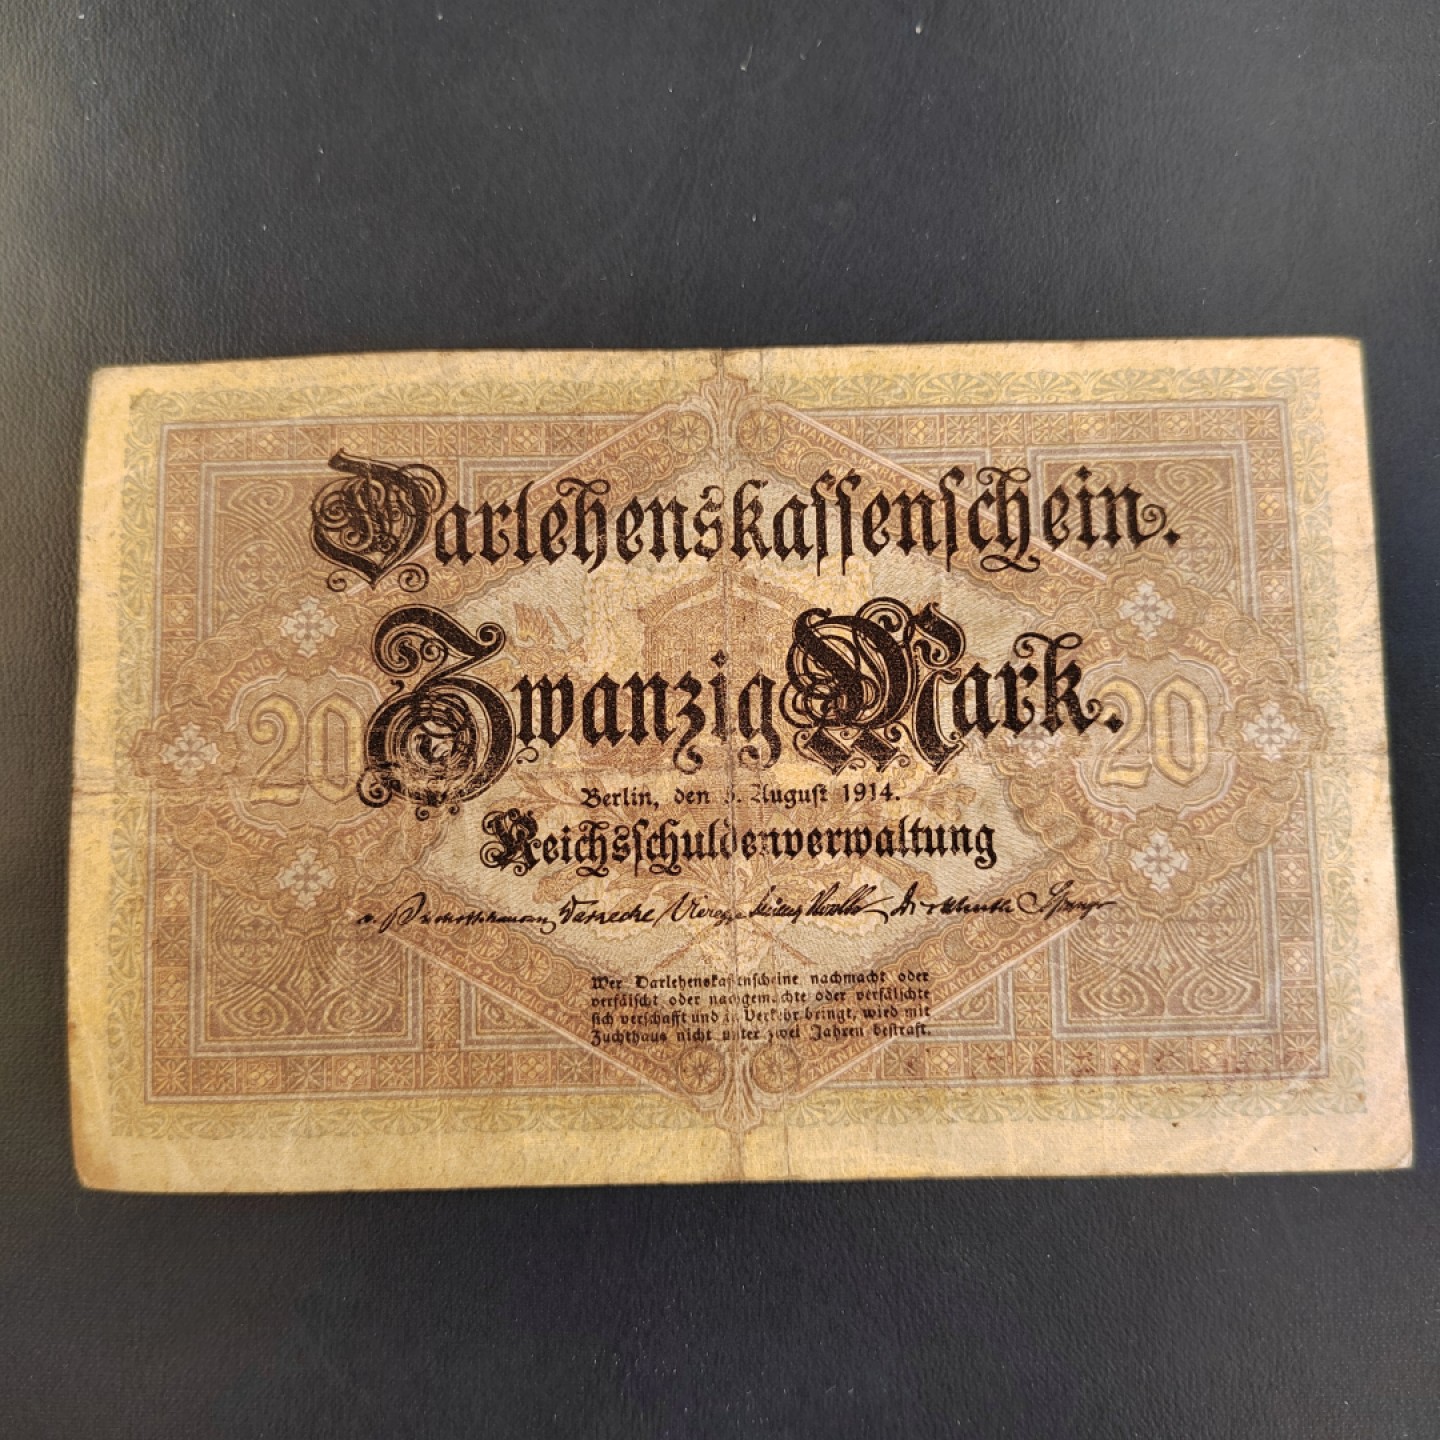 Darlehenskassenschein.
Zwanzig Mark.
20
20
Berlin, den 5. August 1914.
Reichsschuldenverwaltung
Wer Darlehenskassenscheine nachmacht oder
verfälscht oder nachgemachte oder verfälschte
sich verschafft und in Verkehr bringt, wird mit
Zuchthaus nicht unter zwei Jahren bestraft.